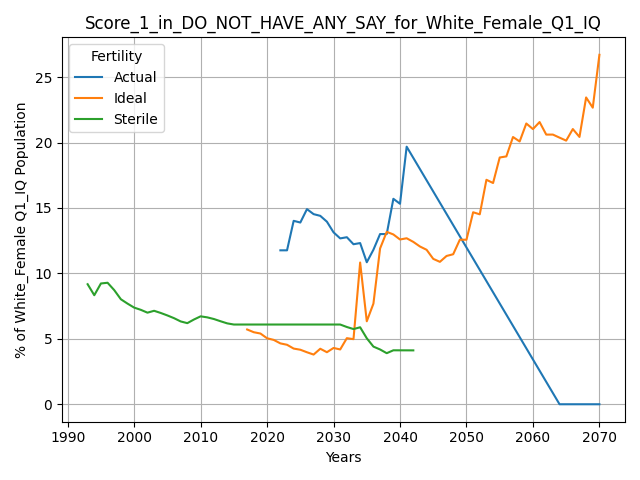 Score_1_in_DO_NOT_HAVE_ANY_SAY_for_White_Female_Q1_IQ
Fertility
Actual
Ideal
Sterile
% of White_Female Q1_IQ Population
25
20
15
10
5
0
1990 2000 2010 2020 2030 2040 2050 2060 2070
Years